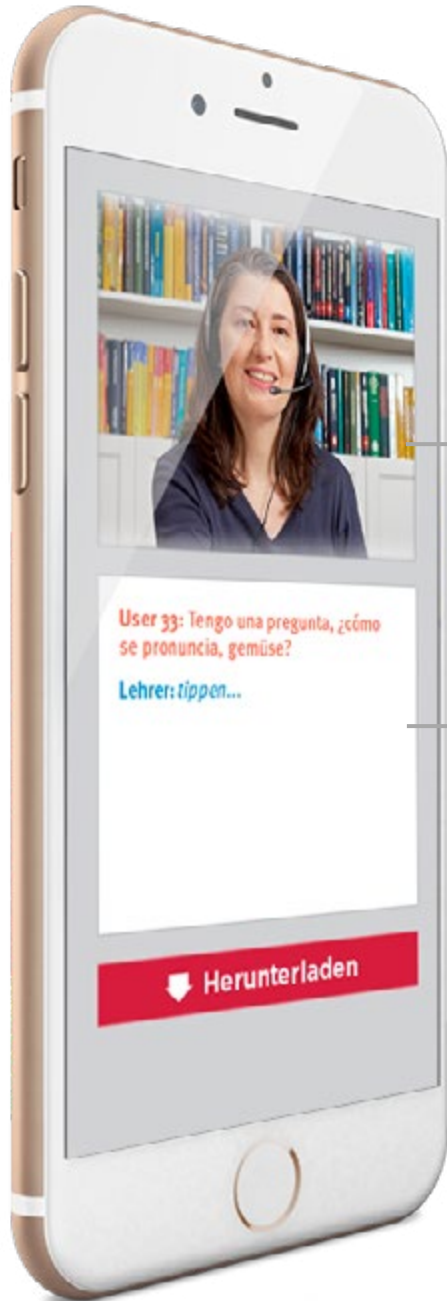 User 33: Tengo una pregunta, ¿cómo
se pronuncia, gemüse?
Lehrer: tippen...
Herunterladen